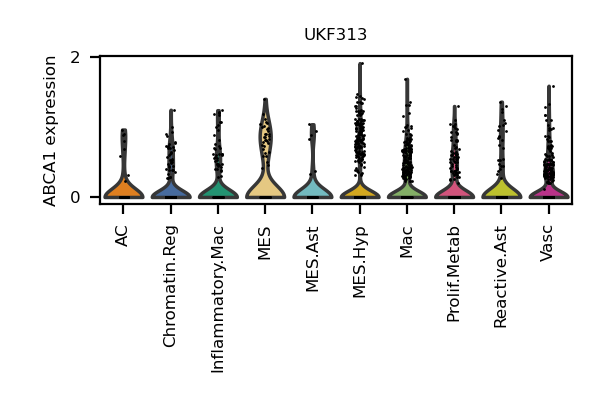 UKF313
ABCA1 expression
2
0
AC
Chromatin.Reg
Inflammatory.Mac
MES
MES.Ast
MES.Hyp
Mac
Prolif.Metab
Reactive.Ast
Vasc